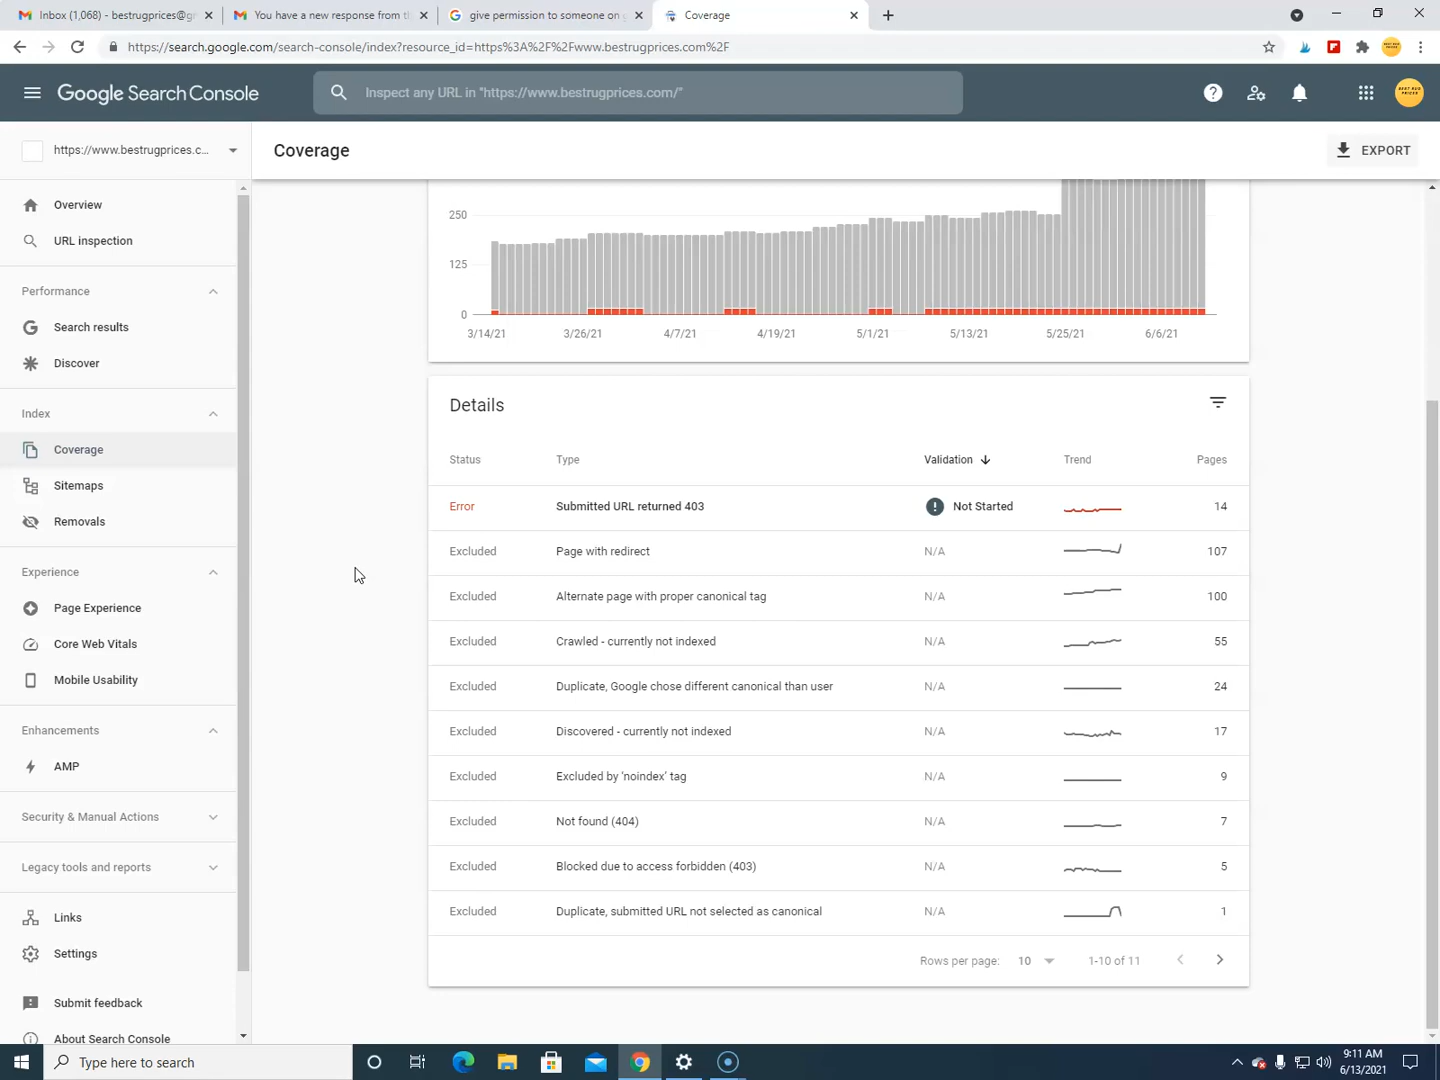 Inbox (1,068) - bestrugprices@g
You have a new response from th
give permission to someone on g
Coverage
https://search.google.com/search-console/index?resource_id=https%3A%2F%2Fwww.bestrugprices.com%2F
Google Search Console
Inspect any URL in "https://www.bestrugprices.com/"
https://www.bestrugprices.c...
Coverage
EXPORT
Overview
URL inspection
Performance
Search results
Discover
Index
Coverage
Sitemaps
Removals
Experience
Page Experience
Core Web Vitals
Mobile Usability
Enhancements
AMP
Security & Manual Actions
Legacy tools and reports
Links
Settings
Submit feedback
About Search Console
250
125
0
3/14/21 3/26/21 4/7/21 4/19/21 5/1/21 5/13/21 5/25/21 6/6/21
Details
Status Type Validation Trend Pages
Error Submitted URL returned 403 Not Started 14
Excluded Page with redirect N/A 107
Excluded Alternate page with proper canonical tag N/A 100
Excluded Crawled - currently not indexed N/A 55
Excluded Duplicate, Google chose different canonical than user N/A 24
Excluded Discovered - currently not indexed N/A 17
Excluded Excluded by ‘noindex’ tag N/A 9
Excluded Not found (404) N/A 7
Excluded Blocked due to access forbidden (403) N/A 5
Excluded Duplicate, submitted URL not selected as canonical N/A 1
Rows per page: 10 1-10 of 11
Type here to search
9:11 AM
6/13/2021